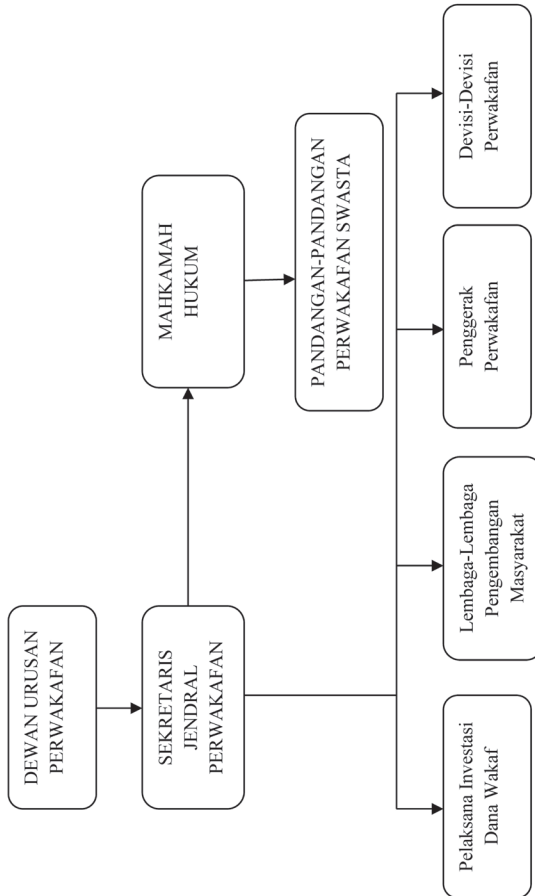 DEWAN URUSAN
PERWAKAFAN
SEKRETARIS
JENDRAL
PERWAKAFAN
MAHKAMAH
HUKUM
PANDANGAN-PANDANGAN
PERWAKAFAN SWASTA
Pelaksana Investasi
Dana Wakaf
Lembaga-Lembaga
Pengembangan
Masyarakat
Penggerak
Perwakafan
Devisi-Devisi
Perwakafan